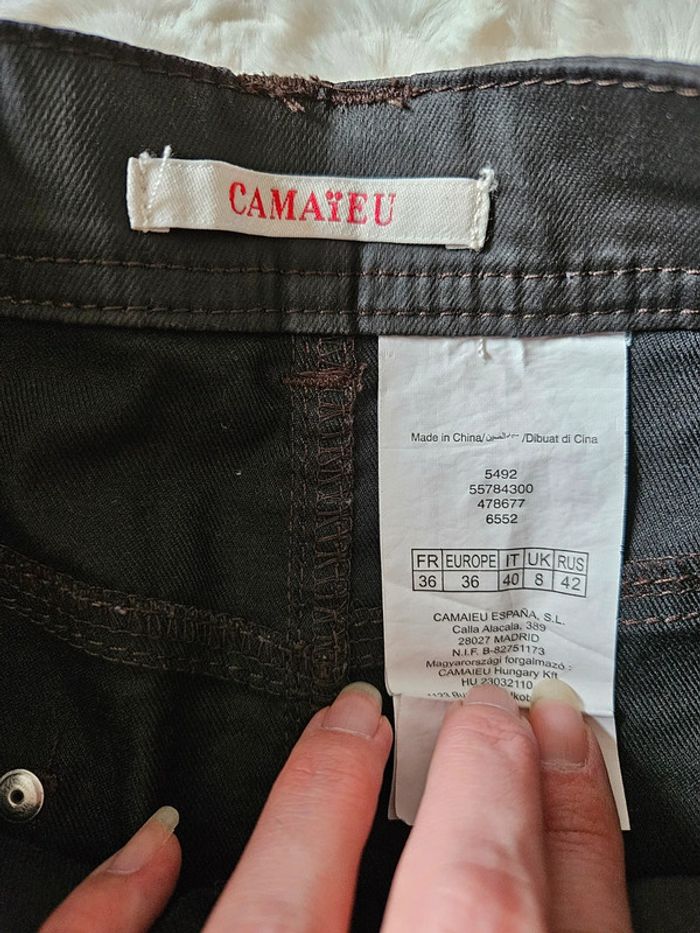 CAMAÏEU
Made in China/الصين/Dibuat di Cina
5492
55784300
478677
6552
FR EUROPE IT UK RUS
36 36 40 8 42
CAMAIEU ESPAÑA, S.L.
Calla Alacala, 389
28027 MADRID
N.I.F. B-82751173
Magyarországi forgalmazó :
CAMAIEU Hungary Kft
HU 23032110